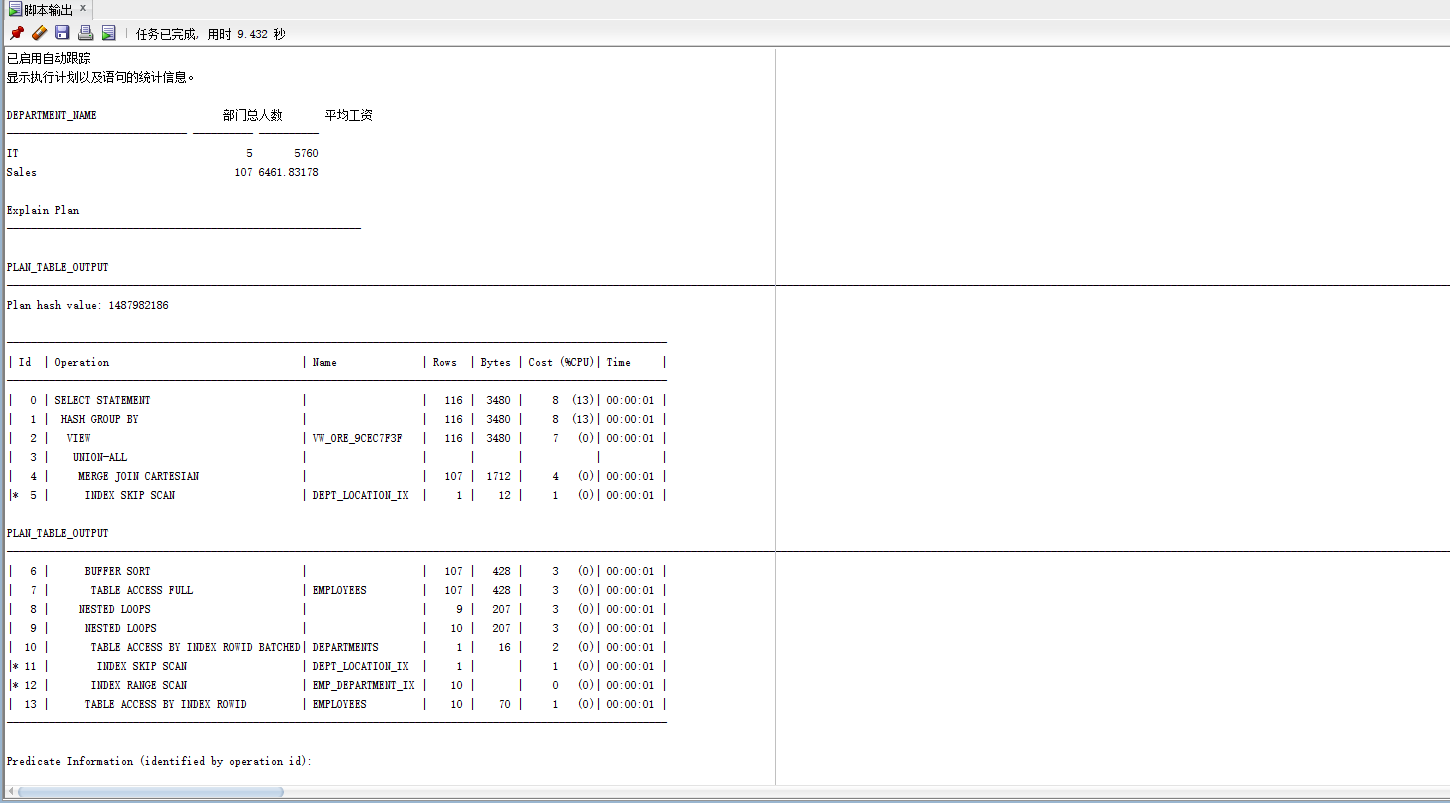 脚本输出 ×
任务已完成, 用时 9.432 秒
已启用自动跟踪
显示执行计划以及语句的统计信息。
DEPARTMENT_NAME 部门总人数 平均工资
IT 5 5760
Sales 107 6461.83178
Explain Plan
PLAN_TABLE_OUTPUT
Plan hash value: 1487982186
| Id | Operation | Name | Rows | Bytes | Cost (%CPU)| Time |
| 0 | SELECT STATEMENT | | 116 | 3480 | 8 (13)| 00:00:01 |
| 1 | HASH GROUP BY | | 116 | 3480 | 8 (13)| 00:00:01 |
| 2 | VIEW | VW_ORE_9CEC7F3F | 116 | 3480 | 7 (0)| 00:00:01 |
| 3 | UNION-ALL | | | | | |
| 4 | MERGE JOIN CARTESIAN | | 107 | 1712 | 4 (0)| 00:00:01 |
|* 5 | INDEX SKIP SCAN | DEPT_LOCATION_IX | 1 | 12 | 1 (0)| 00:00:01 |
PLAN_TABLE_OUTPUT
| 6 | BUFFER SORT | | 107 | 428 | 3 (0)| 00:00:01 |
| 7 | TABLE ACCESS FULL | EMPLOYEES | 107 | 428 | 3 (0)| 00:00:01 |
| 8 | NESTED LOOPS | | 9 | 207 | 3 (0)| 00:00:01 |
| 9 | NESTED LOOPS | | 10 | 207 | 3 (0)| 00:00:01 |
| 10 | TABLE ACCESS BY INDEX ROWID BATCHED| DEPARTMENTS | 1 | 16 | 2 (0)| 00:00:01 |
|* 11 | INDEX SKIP SCAN | DEPT_LOCATION_IX | 1 | | 1 (0)| 00:00:01 |
|* 12 | INDEX RANGE SCAN | EMP_DEPARTMENT_IX | 10 | | 0 (0)| 00:00:01 |
| 13 | TABLE ACCESS BY INDEX ROWID | EMPLOYEES | 10 | 70 | 1 (0)| 00:00:01 |
Predicate Information (identified by operation id):